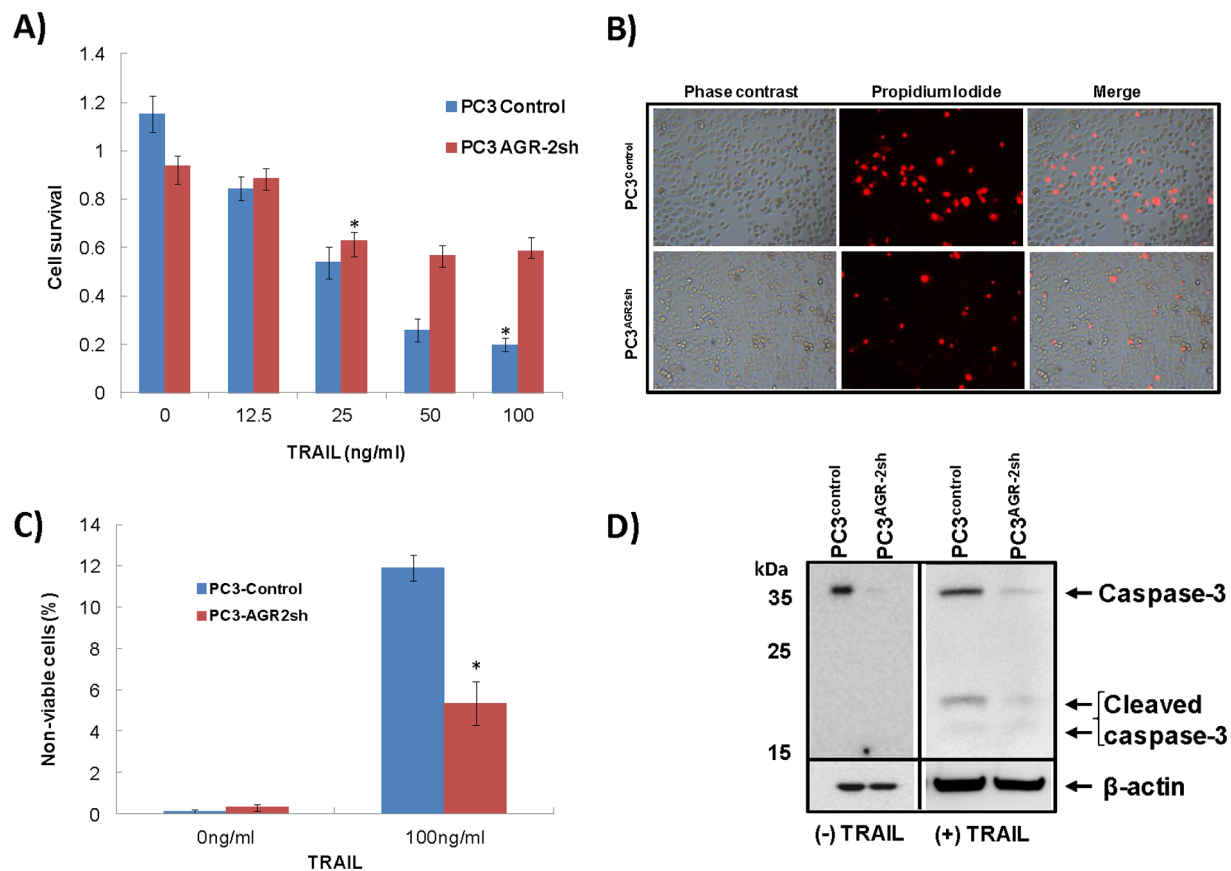 A)
1.4
1.2
1
0.8
0.6
0.4
0.2
0
Cell survival
PC3 Control
PC3 AGR-2sh
*
*
0 12.5 25 50 100
TRAIL (ng/ml)
B)
Phase contrast Propidium Iodide Merge
PC3control
PC3AGR2sh
C)
14
12
10
8
6
4
2
0
Non-viable cells (%)
PC3-Control
PC3-AGR2sh
*
0ng/ml 100ng/ml
TRAIL
D)
PC3control PC3AGR-2sh PC3control PC3AGR-2sh
kDa
35
25
15
Caspase-3
Cleaved
caspase-3
β-actin
(-) TRAIL (+) TRAIL